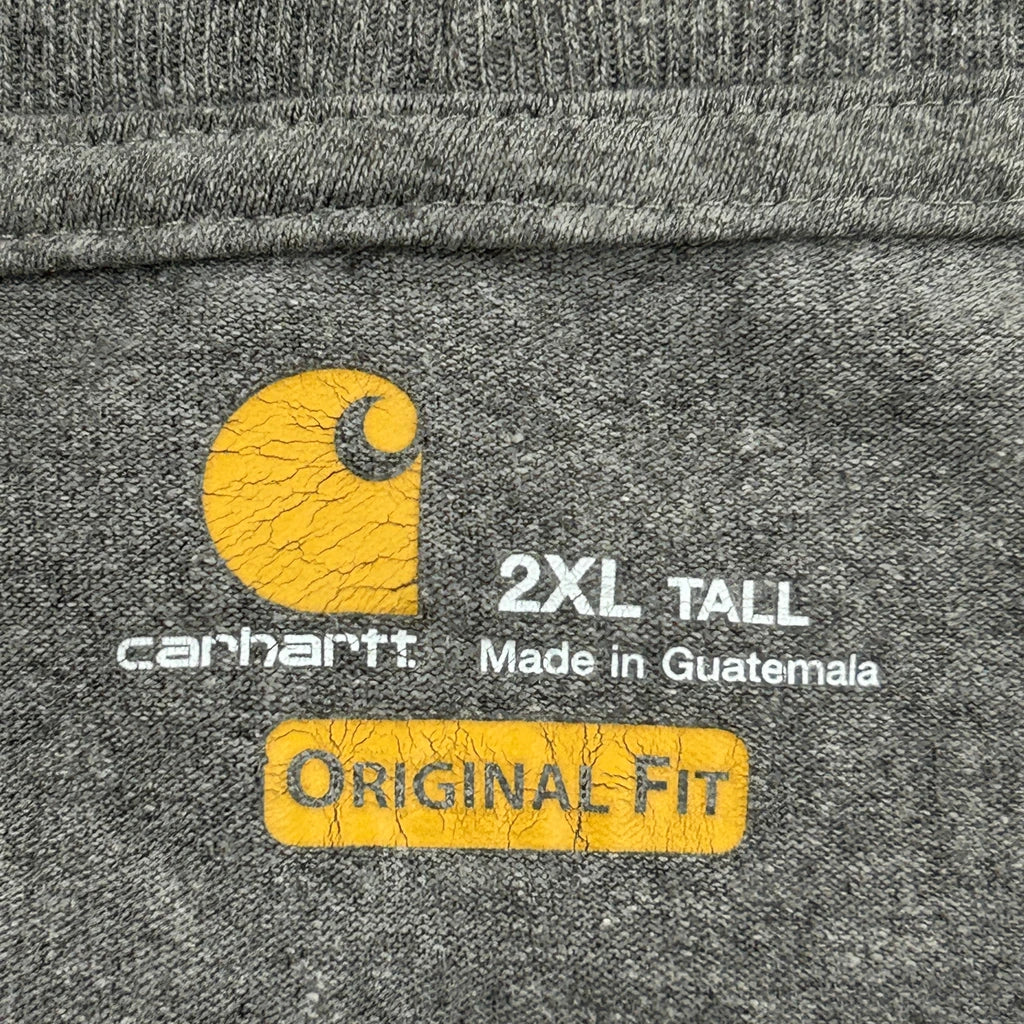 carhartt
2XL TALL
Made in Guatemala
ORIGINAL FIT